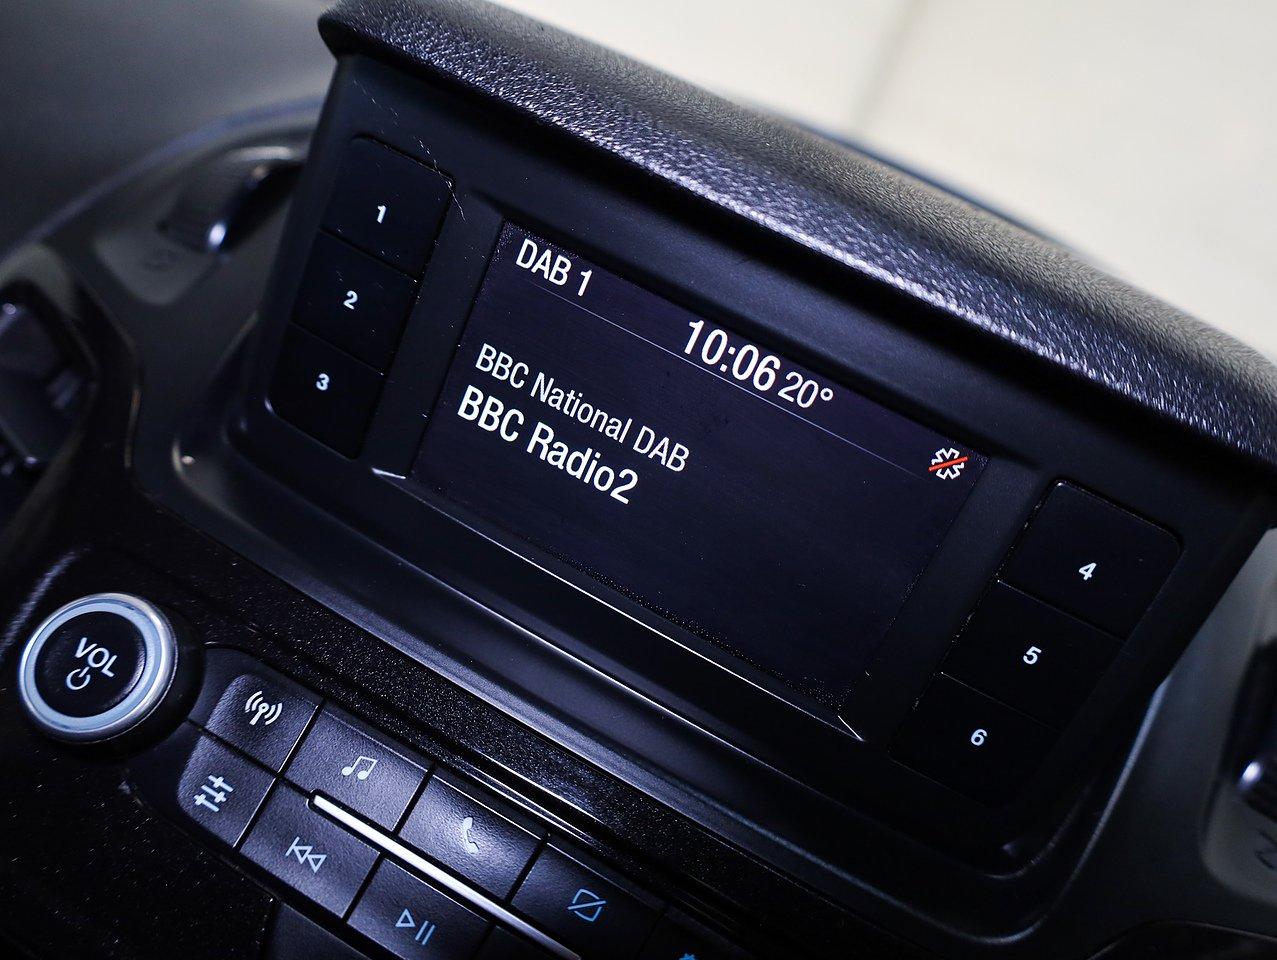 DAB 1
10:06 20°
BBC National DAB
BBC Radio2
1
2
3
4
5
6
VOL